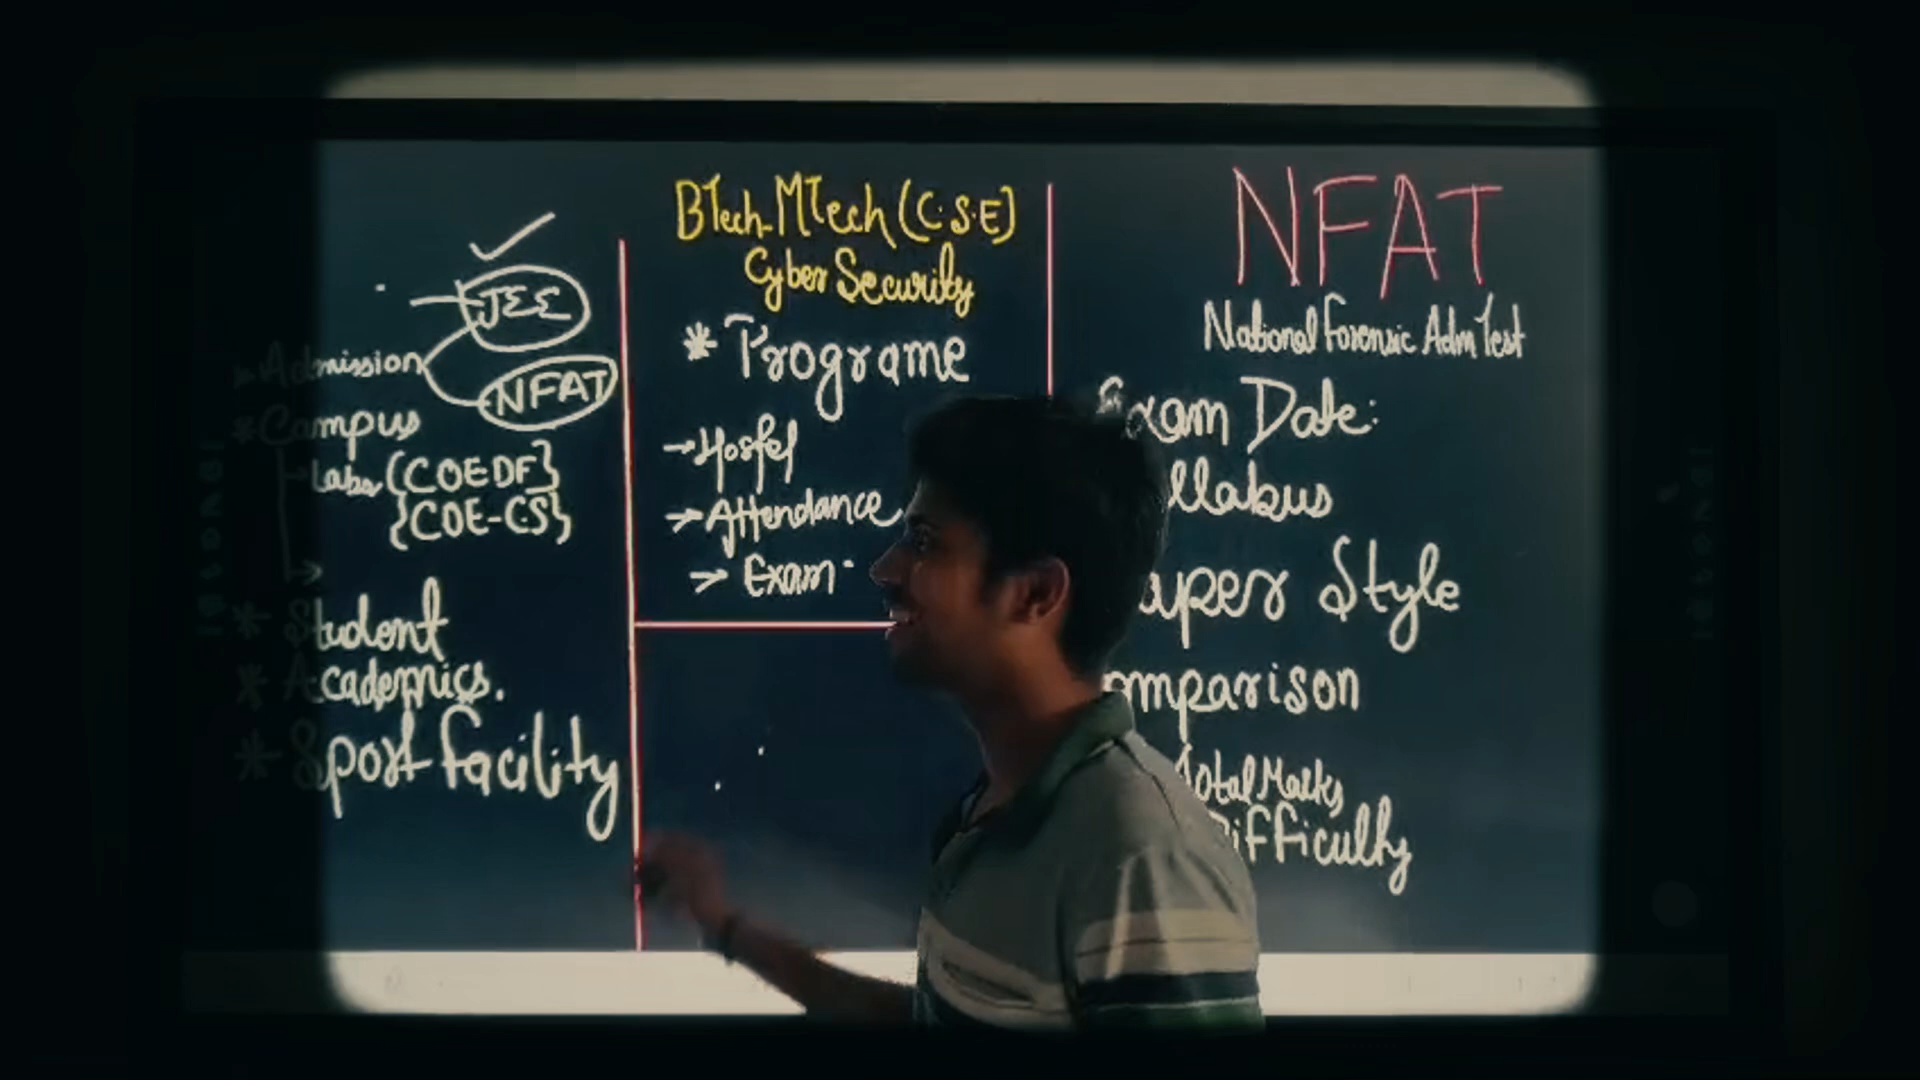 JEE
Admission
NFAT
*Campus
Labs {COEDF}
{COE-CS}
* Student
* Academics.
* Sport facility
BTech-MTech (C.S.E)
Cyber Security
* Programe
→ Hostel
→ Attendance
→ Exam
NFAT
National Forensic Adm Test
Exam Date:
llabus
aper Style
omparison
Total Marks
ifficulty